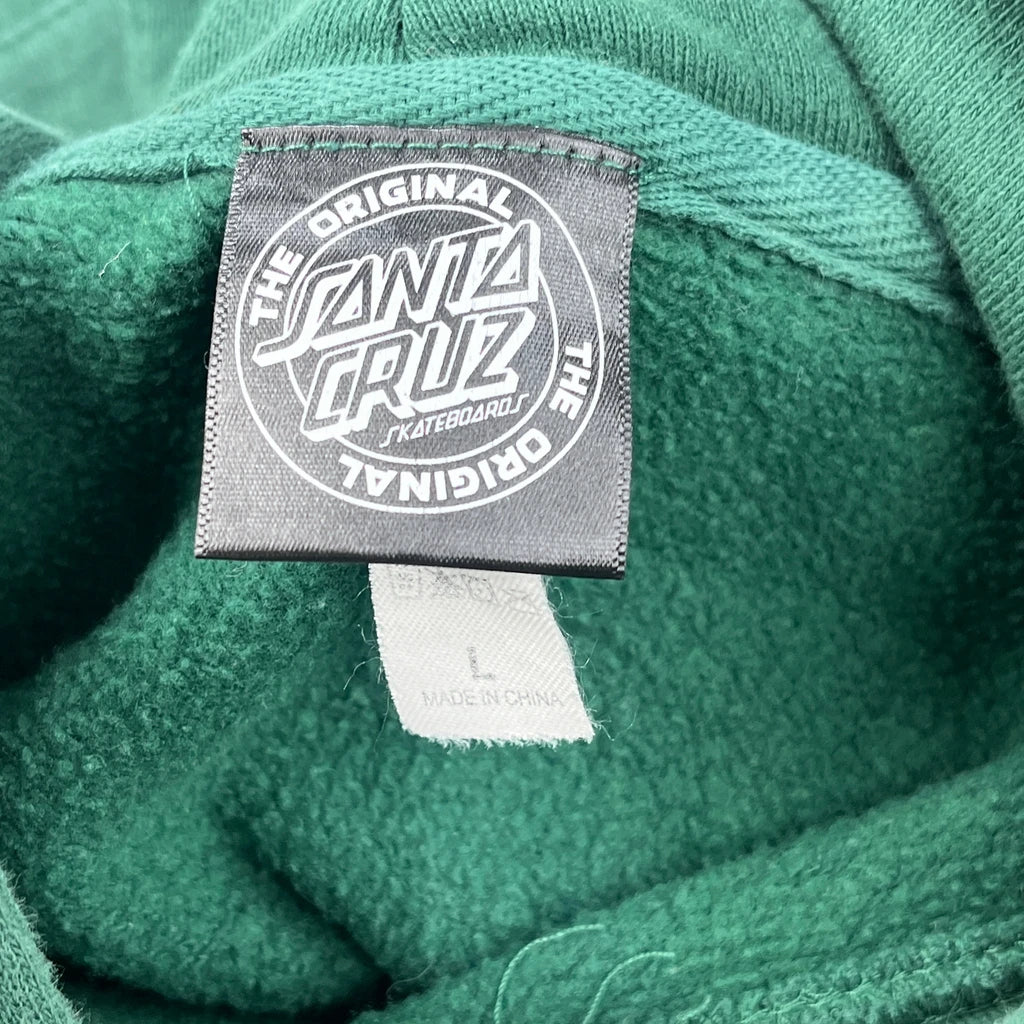 THE ORIGINAL
SANTA
CRUZ
SKATEBOARDS
THE ORIGINAL
L
MADE IN CHINA